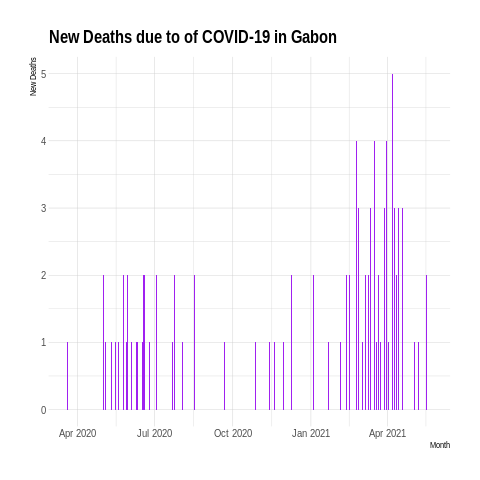 New Deaths due to of COVID-19 in Gabon
New Deaths
5
4
3
2
1
0
Apr 2020 Jul 2020 Oct 2020 Jan 2021 Apr 2021
Month